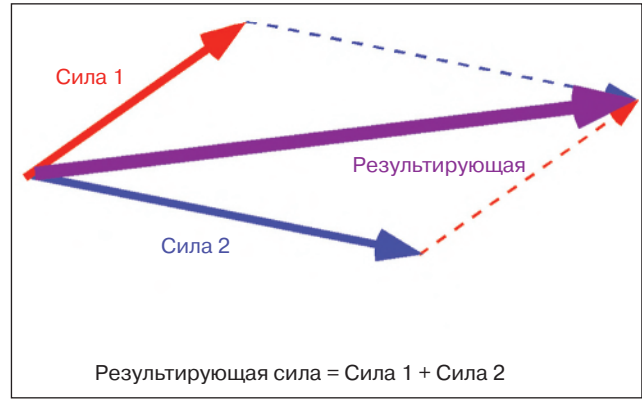 Сила 1
Результирующая
Сила 2
Результирующая сила = Сила 1 + Сила 2